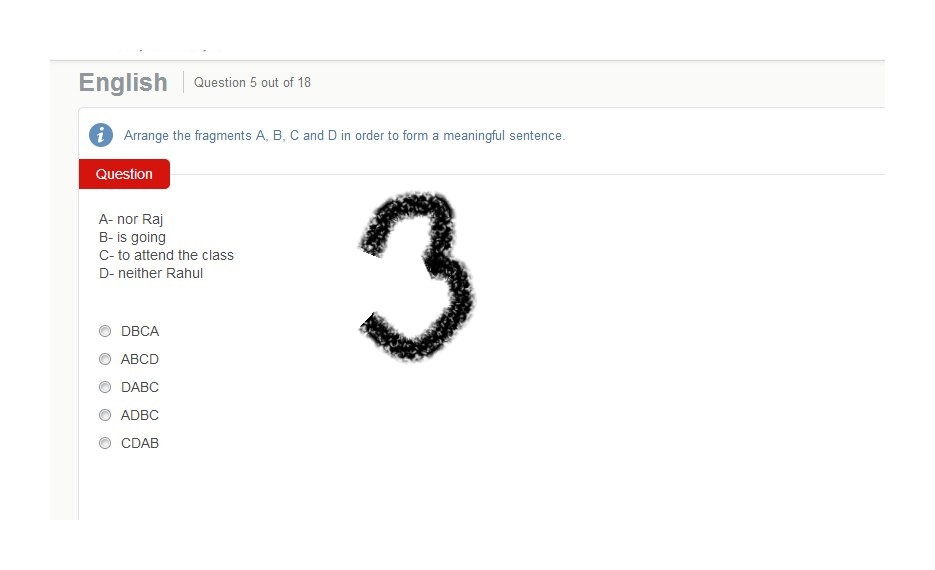 English
Question 5 out of 18
i
Arrange the fragments A, B, C and D in order to form a meaningful sentence.
Question
A- nor Raj
B- is going
C- to attend the class
D- neither Rahul
3
DBCA
ABCD
DABC
ADBC
CDAB